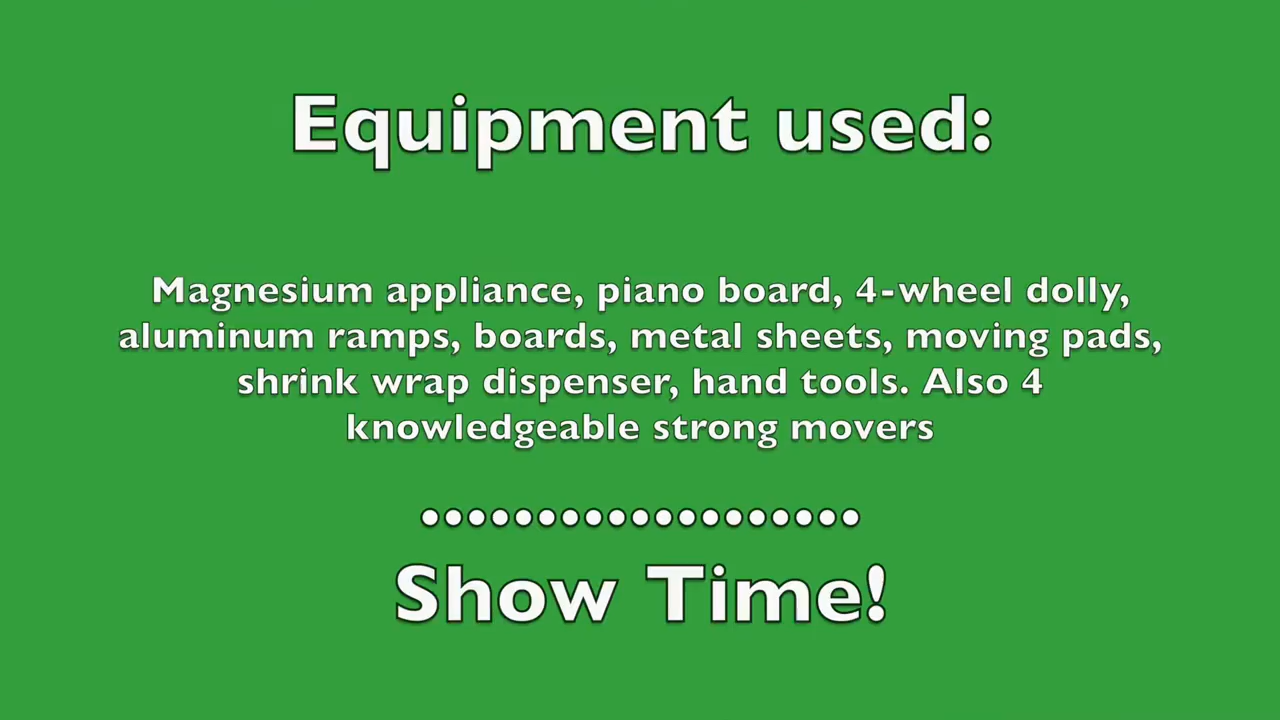 Equipment used:
Magnesium appliance, piano board, 4-wheel dolly,
aluminum ramps, boards, metal sheets, moving pads,
shrink wrap dispenser, hand tools. Also 4
knowledgeable strong movers
...................
Show Time!